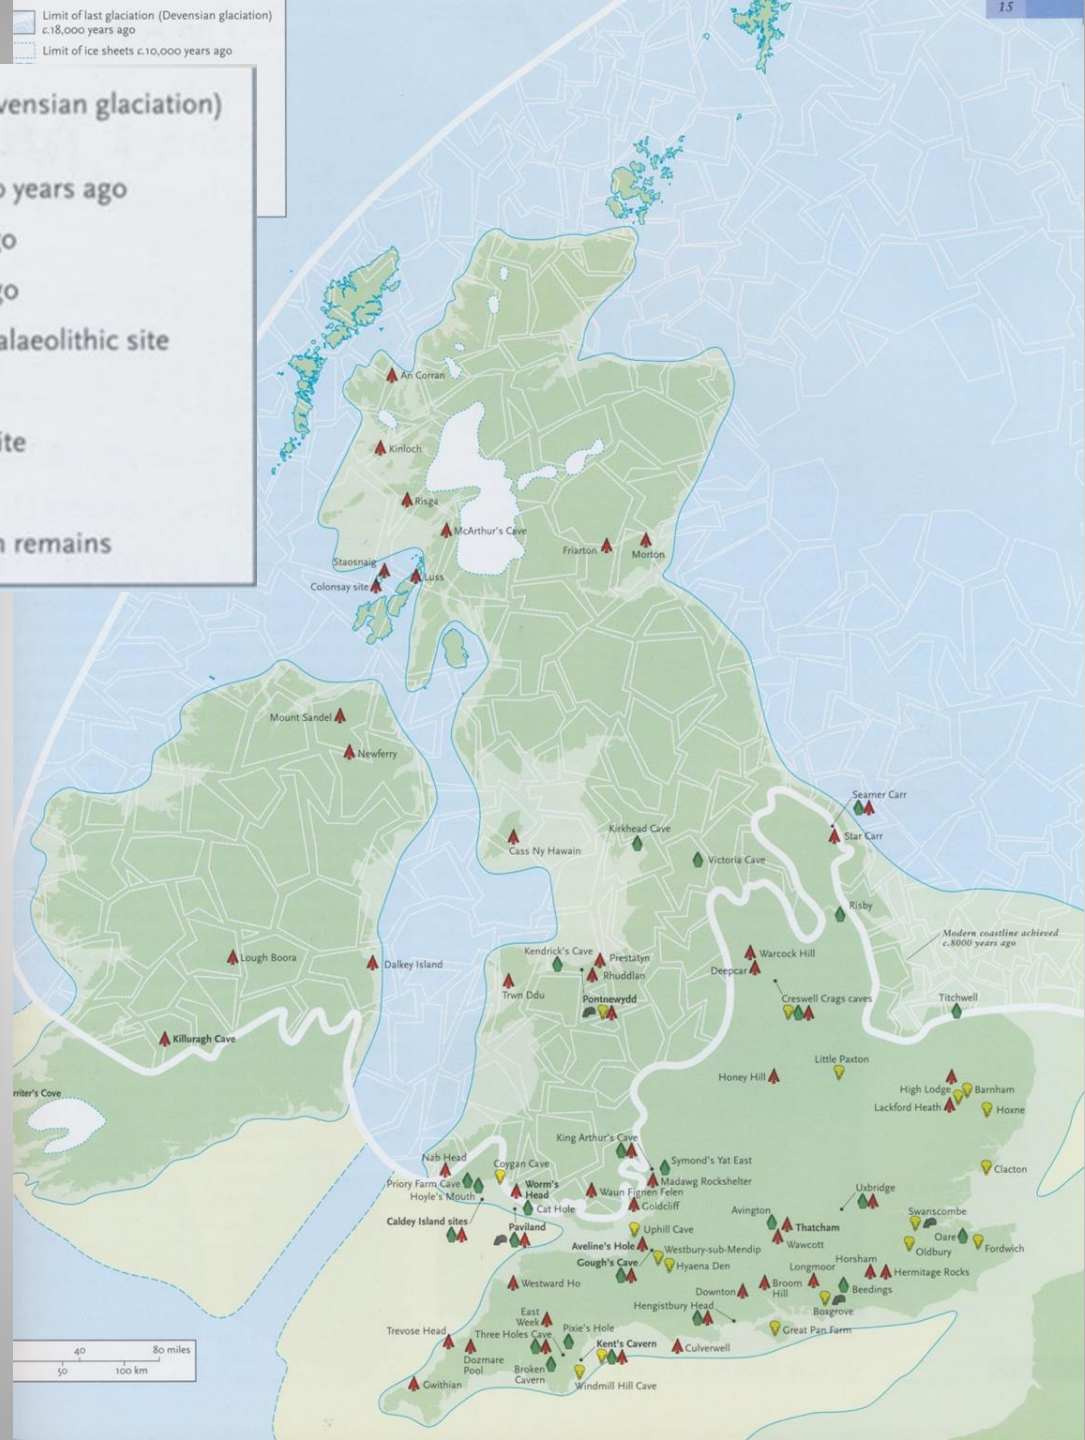 15
Limit of last glaciation (Devensian glaciation)
c.18,000 years ago
Limit of ice sheets c.10,000 years ago
vensian glaciation)
years ago
go
go
alaeolithic site
ite
remains
An Corran
Kinloch
Risga
McArthur's Cave
Friarton
Morton
Staosnaig
Luss
Colonsay site
Mount Sandel
Newferry
Seamer Carr
Star Carr
Kirkhead Cave
Cass Ny Hawain
Victoria Cave
Risby
Modern coastline achieved
c.8000 years ago
Lough Boora
Dalkey Island
Kendrick's Cave
Prestatyn
Rhuddlan
Trwn Ddu
Pontnewydd
Warcock Hill
Deepcar
Creswell Crags caves
Titchwell
Killuragh Cave
Little Paxton
Honey Hill
High Lodge
Barnham
Lackford Heath
Hoxne
riter's Cove
King Arthur's Cave
Symond's Yat East
Madawg Rockshelter
Clacton
Nab Head
Coygan Cave
Priory Farm Cave
Hoyle's Mouth
Worm's
Head
Cat Hole
Waun Fignen Felen
Goldcliff
Uxbridge
Caldey Island sites
Paviland
Uphill Cave
Avington
Thatcham
Wawcott
Swanscombe
Oare
Fordwich
Oldbury
Aveline's Hole
Westbury-sub-Mendip
Gough's Cave
Hyaena Den
Horsham
Longmoor
Hermitage Rocks
Westward Ho
Downton
Broom
Hill
Beedings
Boxgrove
Hengistbury Head
East
Week
Pixie's Hole
Great Pan Farm
Trevose Head
Three Holes Cave
Kent's Cavern
Culverwell
Dozmare
Pool
Broken
Cavern
Windmill Hill Cave
Gwithian
40
80 miles
50
100 km